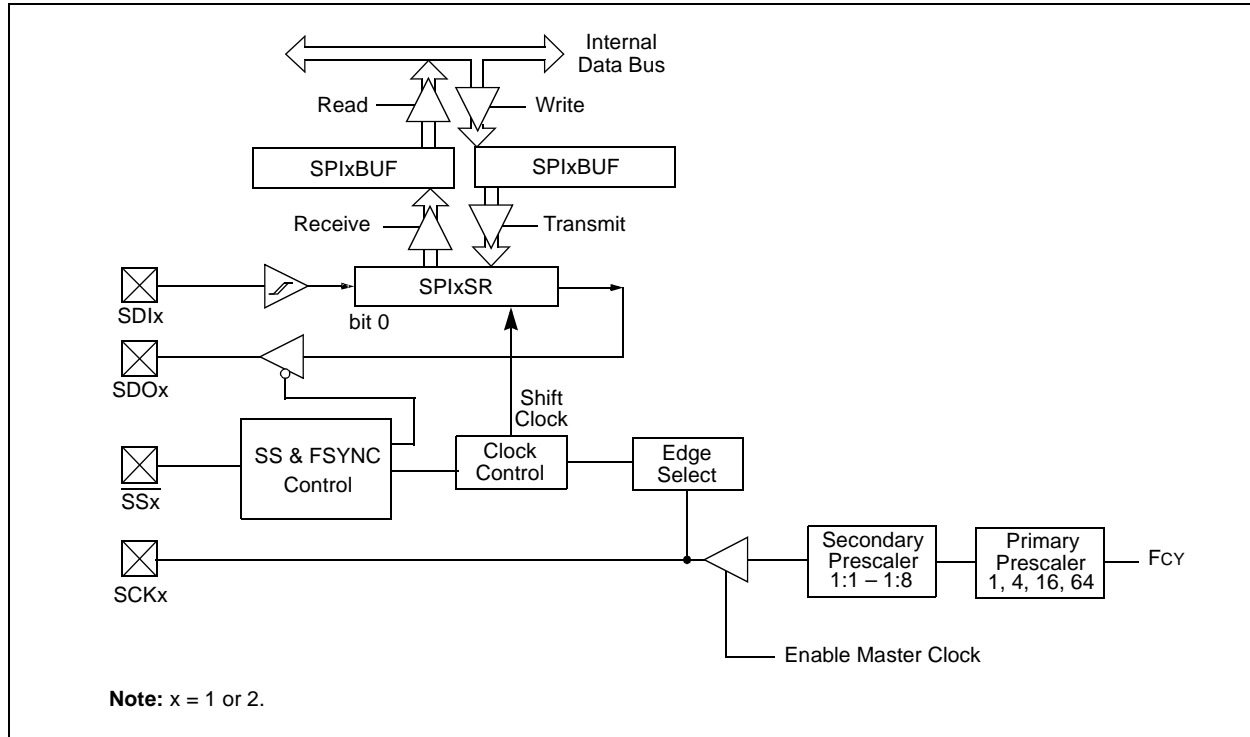 Internal
Data Bus
Read
Write
SPIxBUF
SPIxBUF
Receive
Transmit
SPIxSR
SDIx
bit 0
SDOx
Shift
Clock
SS & FSYNC
Control
Clock
Control
Edge
Select
SSx
SCKx
Secondary
Prescaler
1:1 – 1:8
Primary
Prescaler
1, 4, 16, 64
FCY
Enable Master Clock
Note: x = 1 or 2.